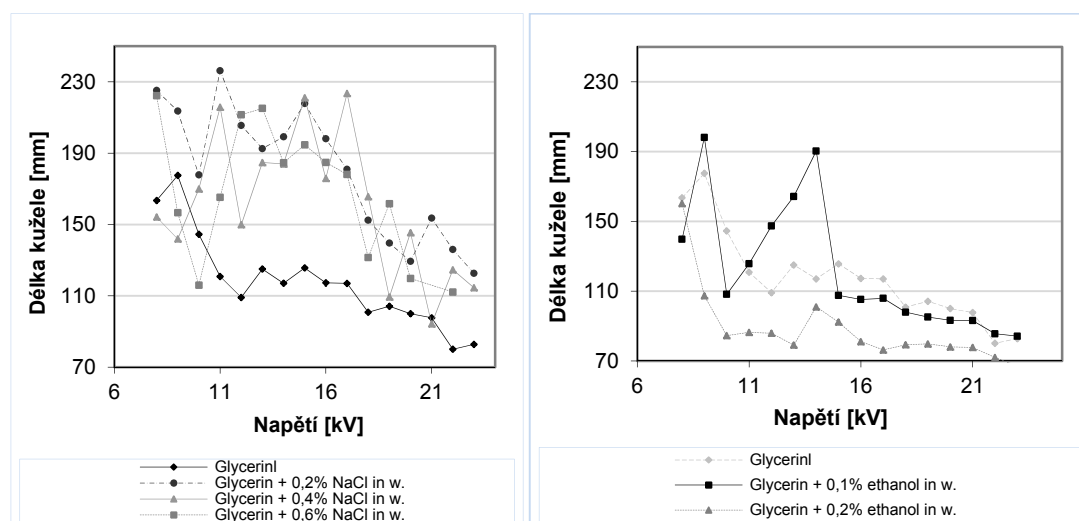 230
190
150
110
70
Délka kužele [mm]
6 11 16 21
Napětí [kV]
Glycerinl
Glycerin + 0,2% NaCl in w.
Glycerin + 0,4% NaCl in w.
Glycerin + 0,6% NaCl in w.
230
190
150
110
70
Délka kužele [mm]
6 11 16 21
Napětí [kV]
Glycerinl
Glycerin + 0,1% ethanol in w.
Glycerin + 0,2% ethanol in w.